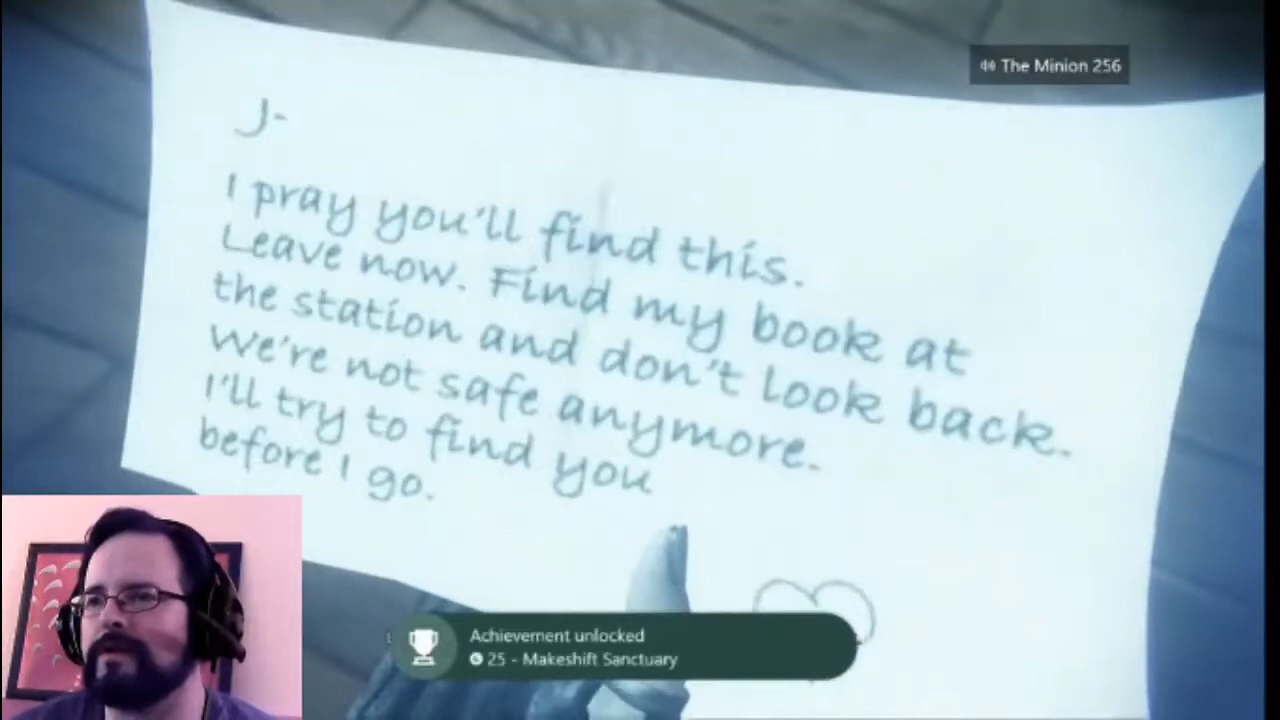 The Minion 256
J-
I pray you'll find this.
Leave now. Find my book at
the station and don't look back.
We're not safe anymore.
I'll try to find you
before I go.
Achievement unlocked
25 - Makeshift Sanctuary